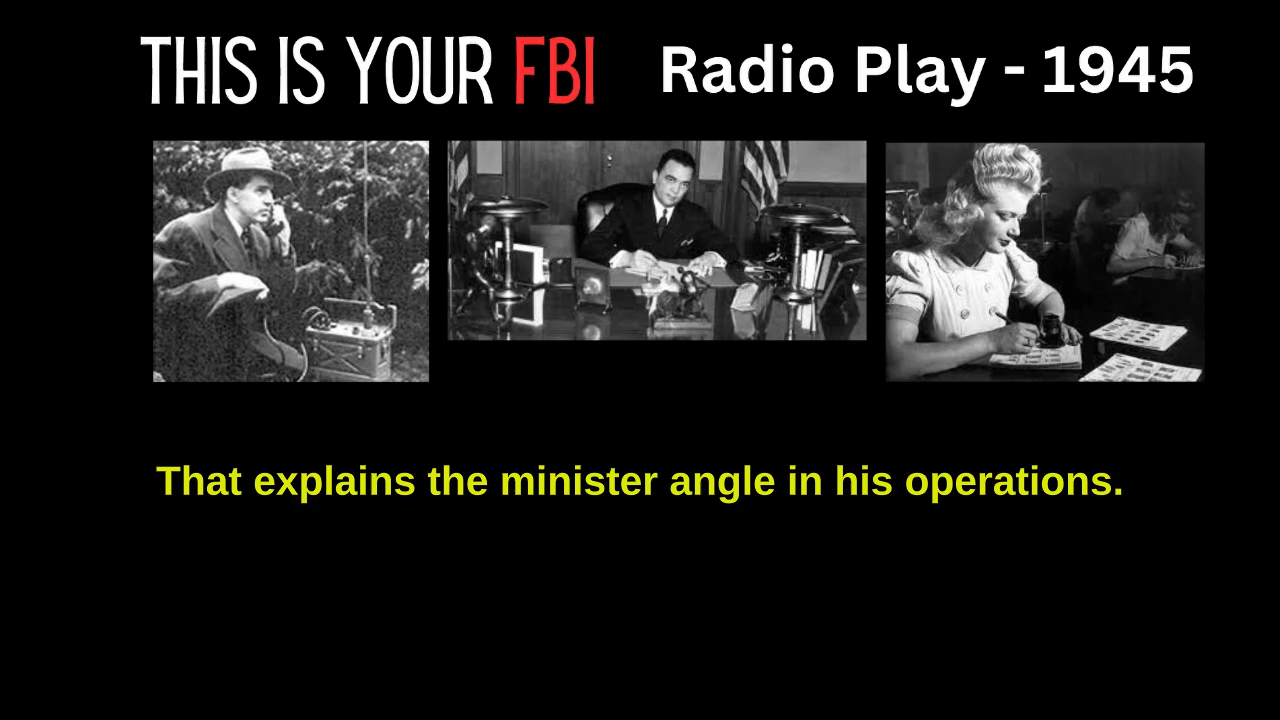 THIS IS YOUR FBI
Radio Play - 1945
That explains the minister angle in his operations.